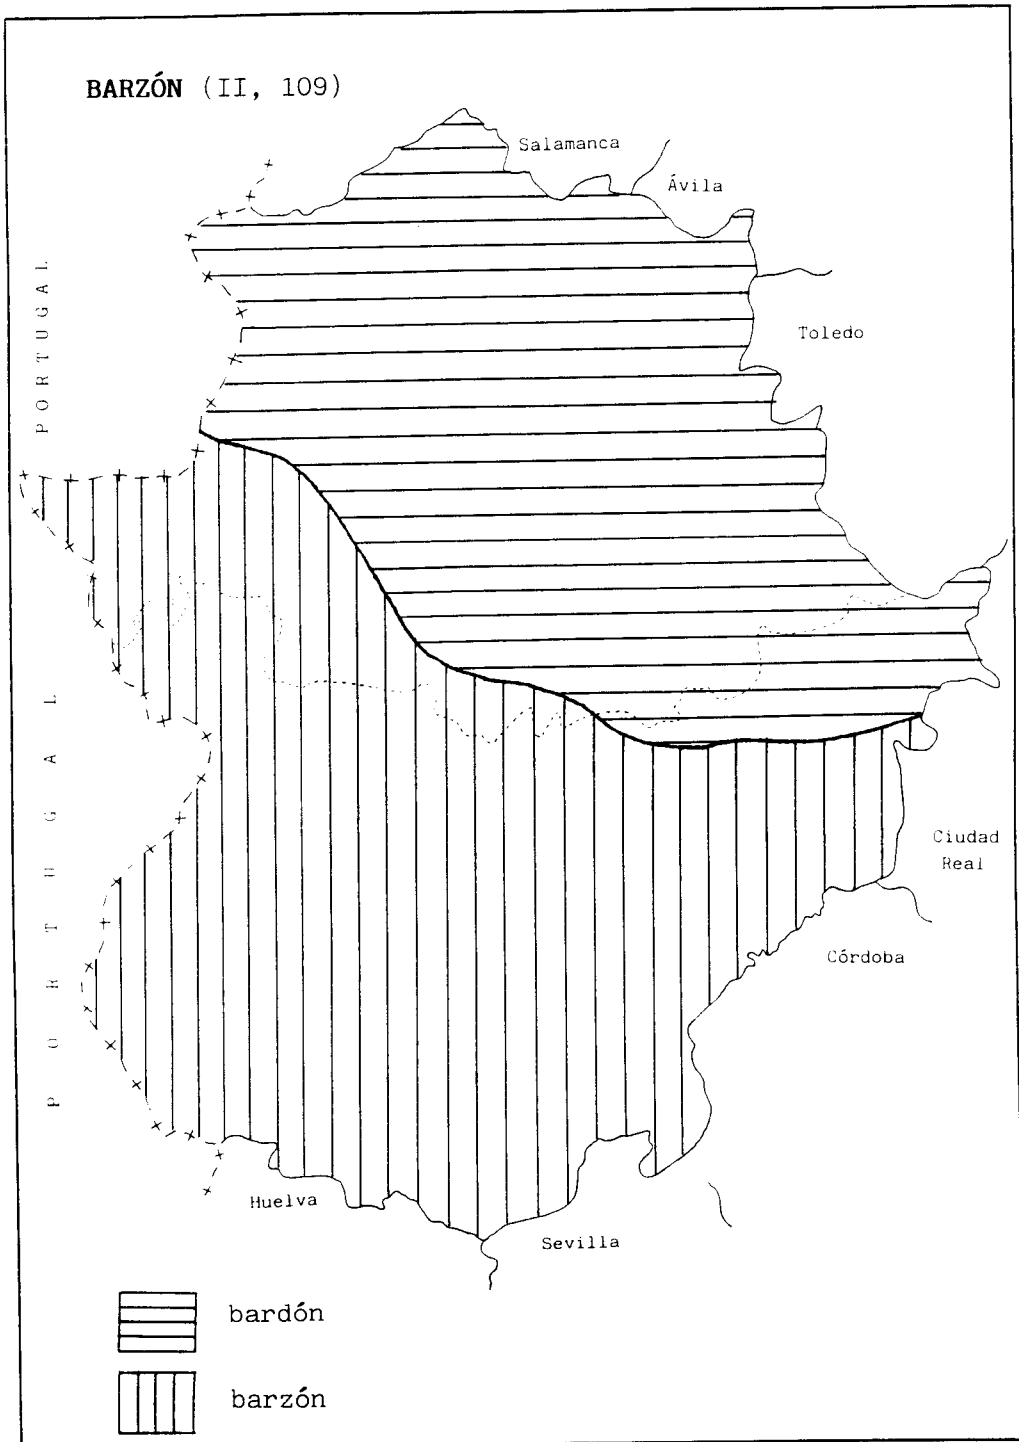 BARZÓN (II, 109)
Salamanca
Ávila
PORTUGAL
Toledo
PORTUGAL
Ciudad
Real
Córdoba
Huelva
Sevilla
bardón
barzón